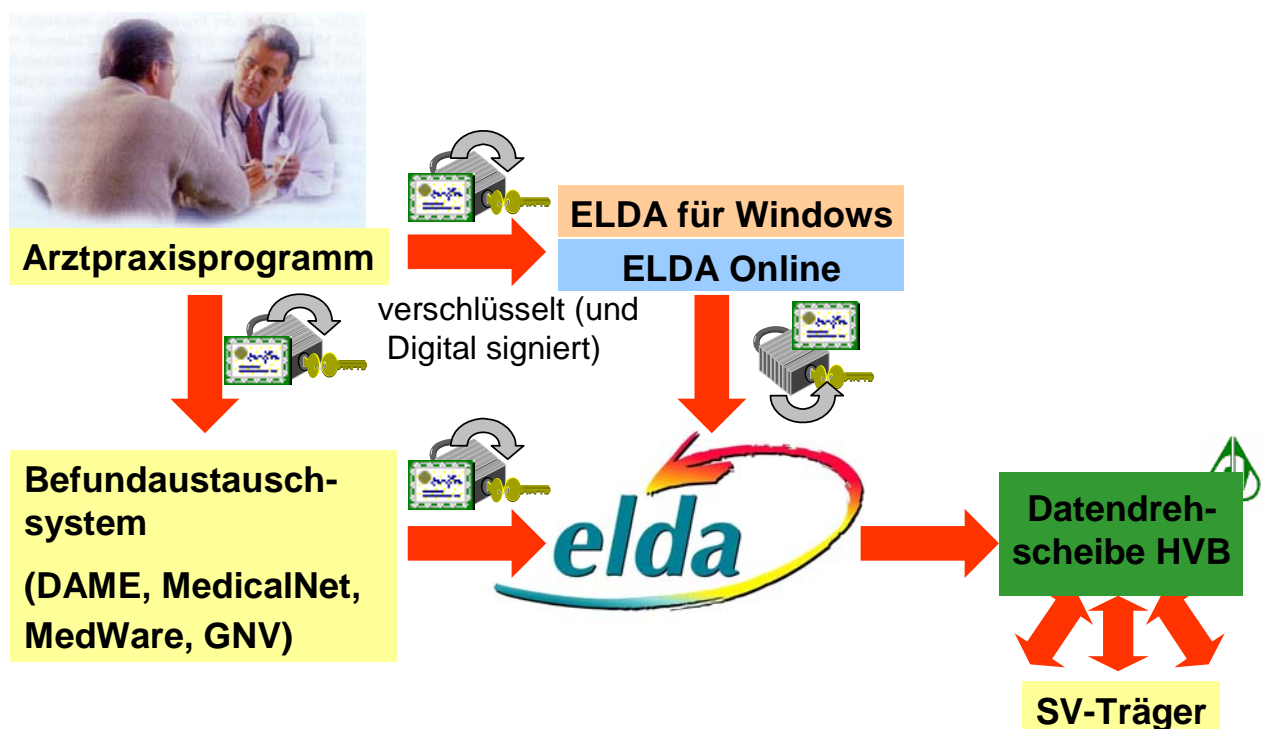 Arztpraxisprogramm
ELDA für Windows
ELDA Online
verschlüsselt (und
Digital signiert)
Befundaustausch-
system
(DAME, MedicalNet,
MedWare, GNV)
elda
Datendreh-
scheibe HVB
SV-Träger